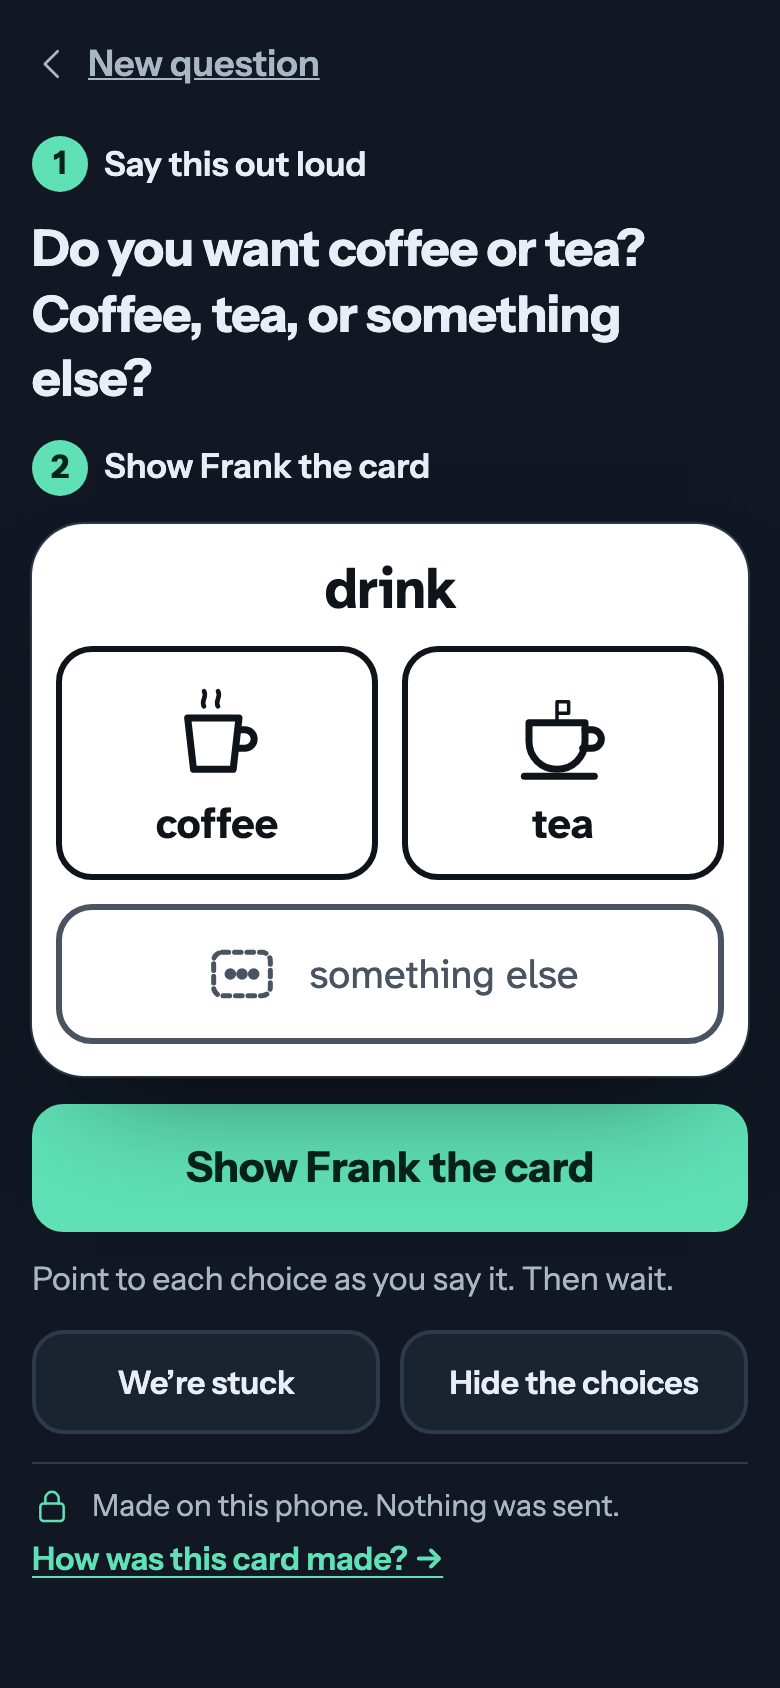 New question
1 Say this out loud
Do you want coffee or tea?
Coffee, tea, or something
else?
2 Show Frank the card
drink
coffee
tea
something else
Show Frank the card
Point to each choice as you say it. Then wait.
We’re stuck
Hide the choices
Made on this phone. Nothing was sent.
How was this card made? →